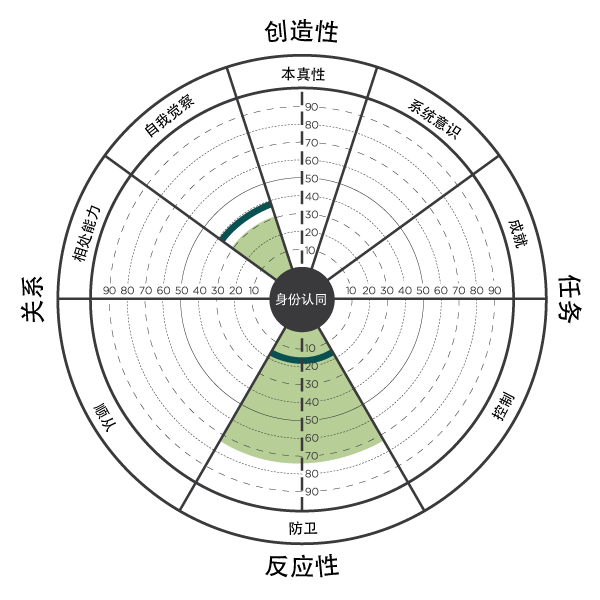 创造性
本真性
自我觉察
系统意识
相处能力
成就
90
80
70
60
50
40
30
20
10
关系
90 80 70 60 50 40 30 20 10
身份认同
10 20 30 40 50 60 70 80 90
任务
10
20
30
40
50
60
70
80
90
顺从
控制
防卫
反应性